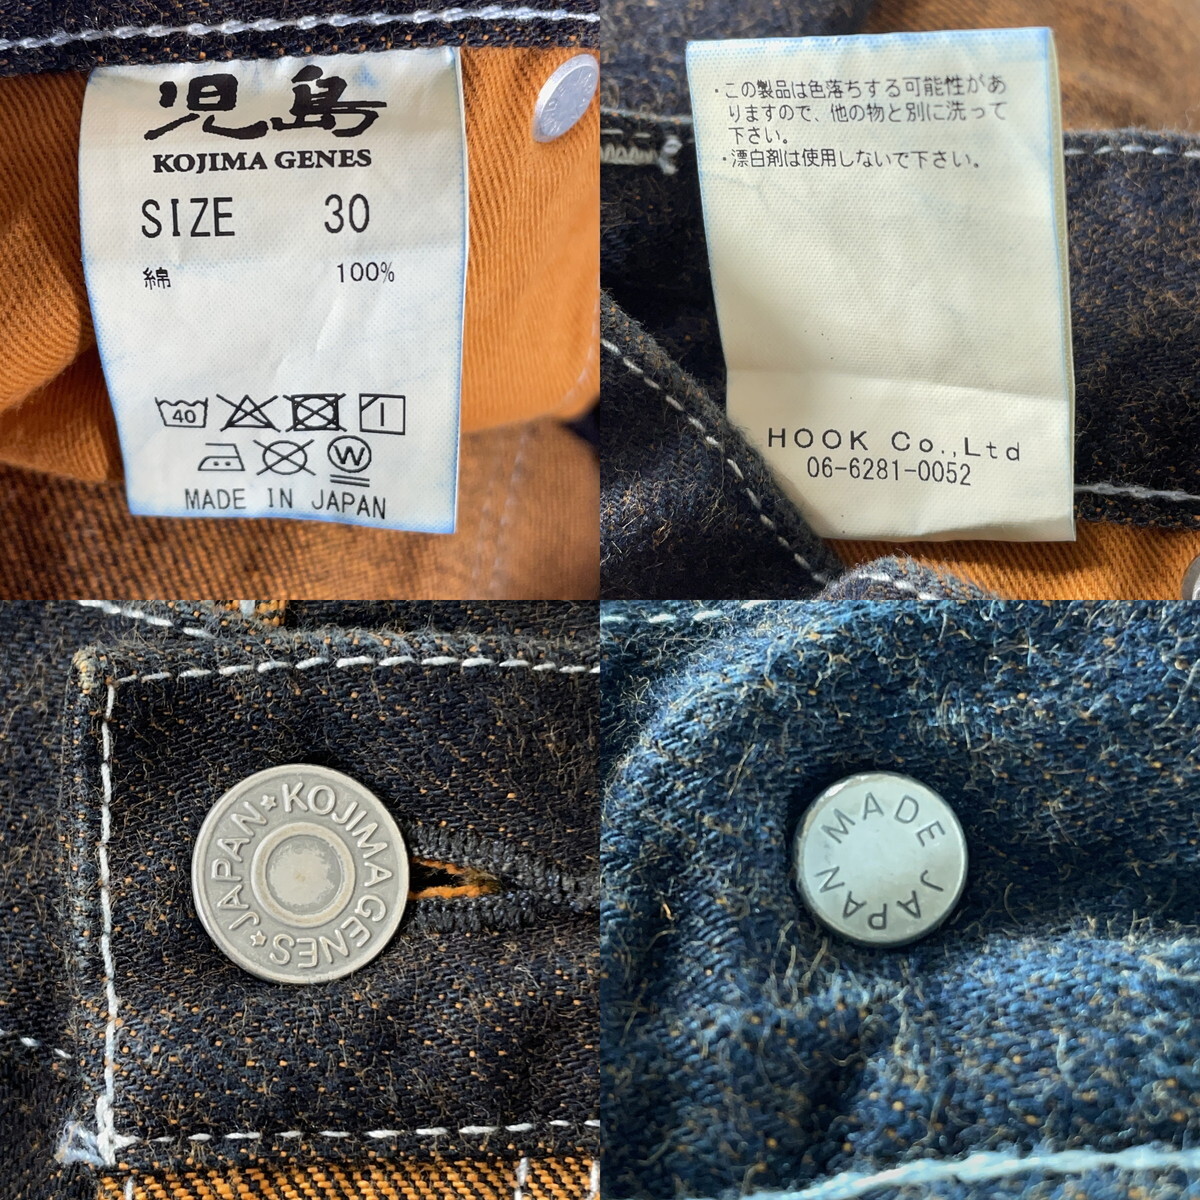 児島
KOJIMA GENES
SIZE 30
綿 100%
40
W
MADE IN JAPAN
・この製品は色落ちする可能性があ
りますので、他の物と別に洗って
下さい。
・漂白剤は使用しないで下さい。
HOOK Co.,Ltd
06-6281-0052
KOJIMA GENES
JAPAN
MADE
JAPAN